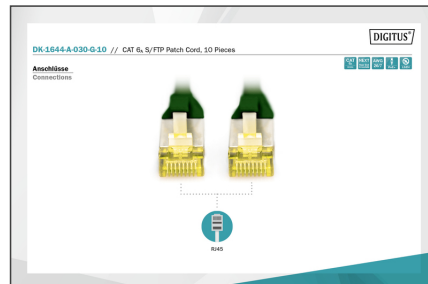 DIGITUS®
DK-1644-A-030-G-10 // CAT 6A S/FTP Patch Cord, 10 Pieces
Anschlüsse
Connections
RJ45